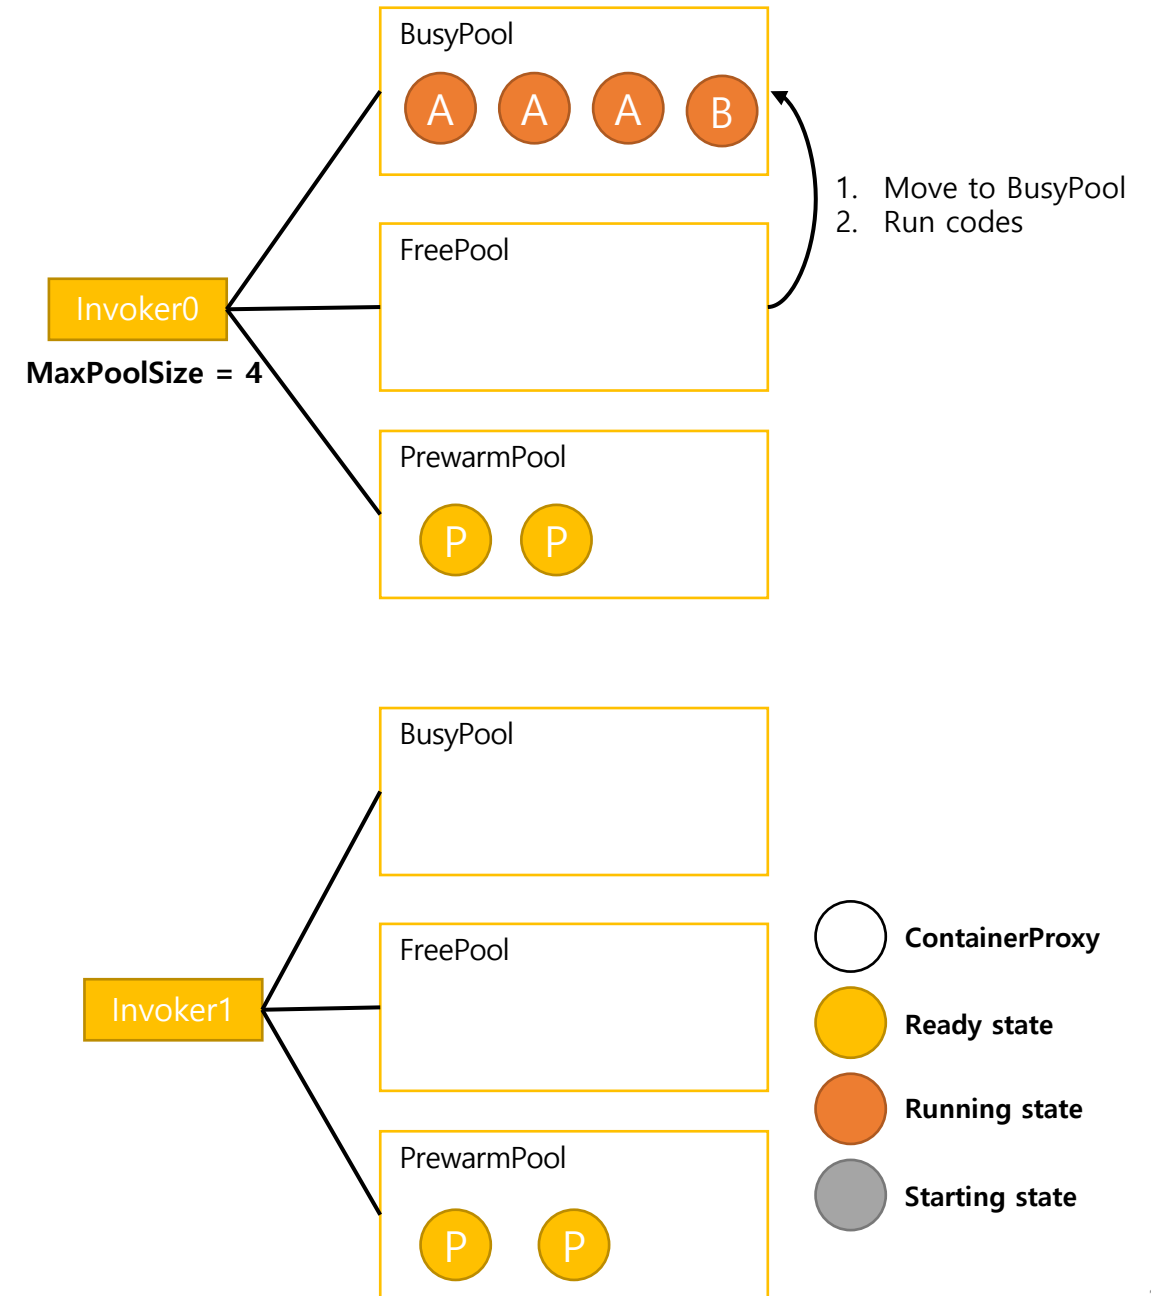 BusyPool
A A A B
1. Move to BusyPool
2. Run codes
FreePool
Invoker0
MaxPoolSize = 4
PrewarmPool
P P
BusyPool
FreePool
ContainerProxy
Invoker1
Ready state
Running state
PrewarmPool
Starting state
P P